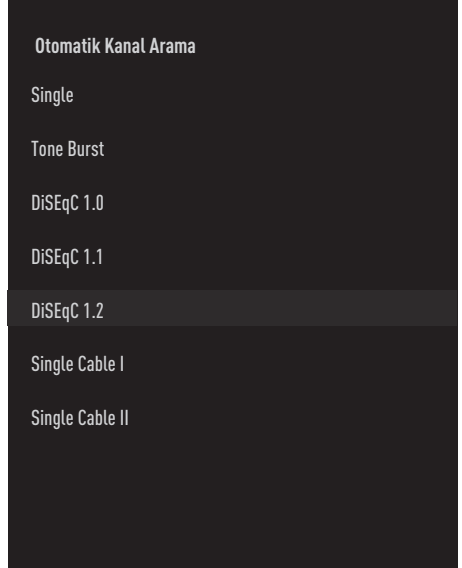 Otomatik Kanal Arama
Single
Tone Burst
DiSEqC 1.0
DiSEqC 1.1
DiSEqC 1.2
Single Cable I
Single Cable II